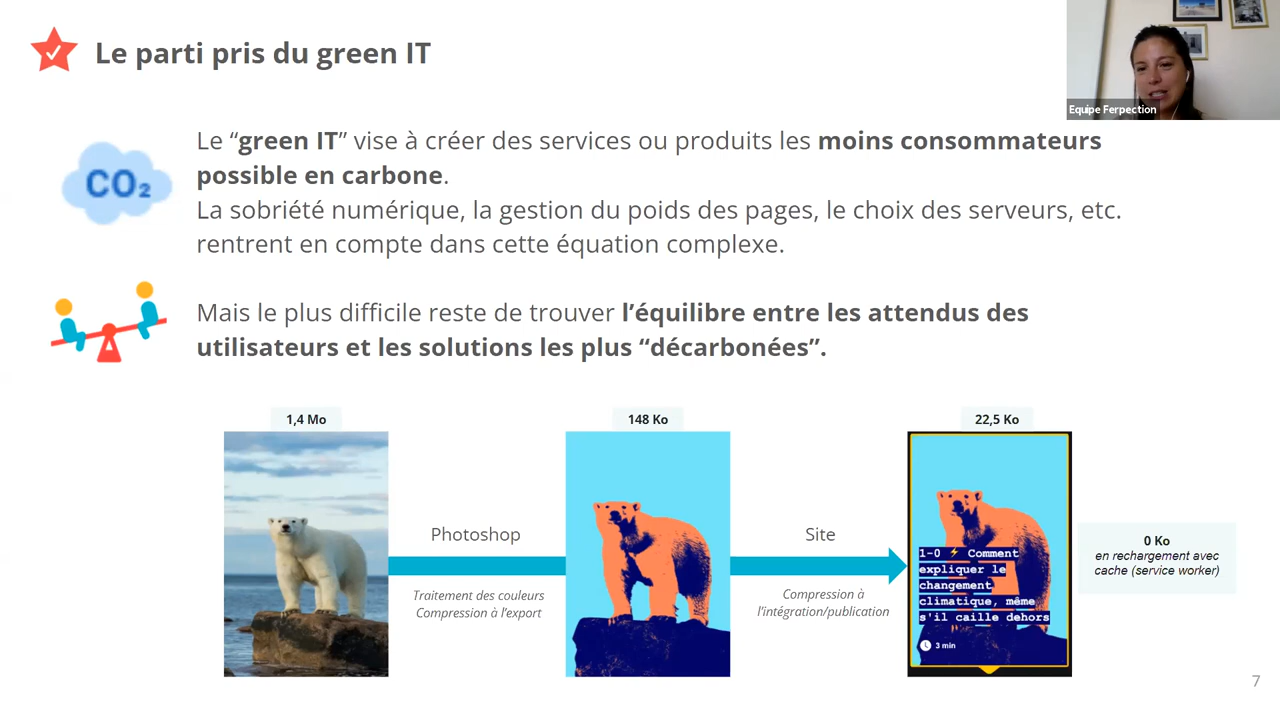 Le parti pris du green IT
Equipe Ferpection
CO₂
Le “green IT” vise à créer des services ou produits les moins consommateurs
possible en carbone.
La sobriété numérique, la gestion du poids des pages, le choix des serveurs, etc.
rentrent en compte dans cette équation complexe.
Mais le plus difficile reste de trouver l’équilibre entre les attendus des
utilisateurs et les solutions les plus “décarbonées”.
1,4 Mo
148 Ko
22,5 Ko
Photoshop
Traitement des couleurs
Compression à l’export
Site
Compression à
l’intégration/publication
1-0 ⚡ Comment
expliquer le
changement
climatique, même
s'il caille dehors
3 min
0 Ko
en rechargement avec
cache (service worker)
7